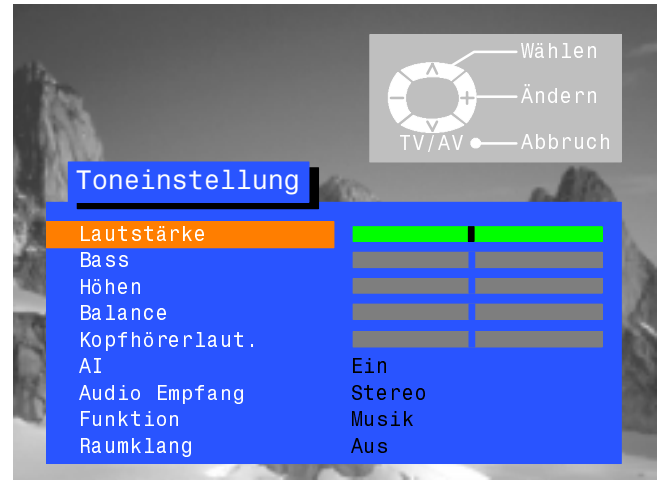 Wählen
Ändern
TV/AV Abbruch
Toneinstellung
Lautstärke
Bass
Höhen
Balance
Kopfhörerlaut.
AI Ein
Audio Empfang Stereo
Funktion Musik
Raumklang Aus